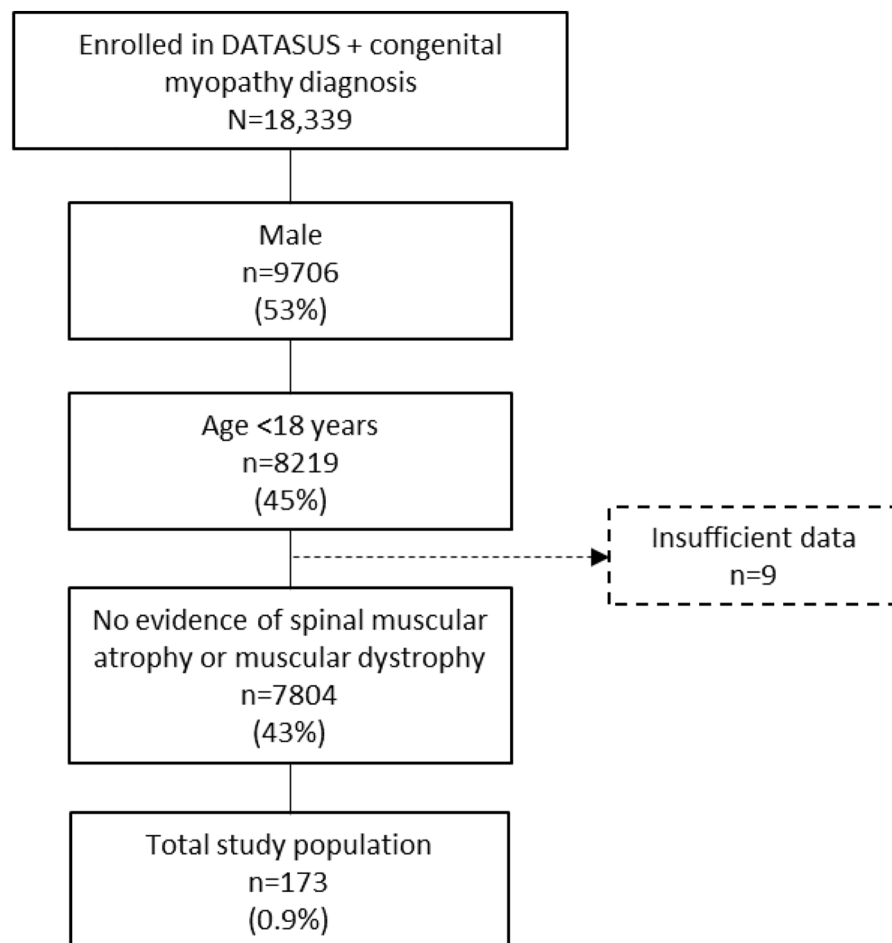 Enrolled in DATASUS + congenital
myopathy diagnosis
N=18,339
Male
n=9706
(53%)
Age <18 years
n=8219
(45%)
Insufficient data
n=9
No evidence of spinal muscular
atrophy or muscular dystrophy
n=7804
(43%)
Total study population
n=173
(0.9%)